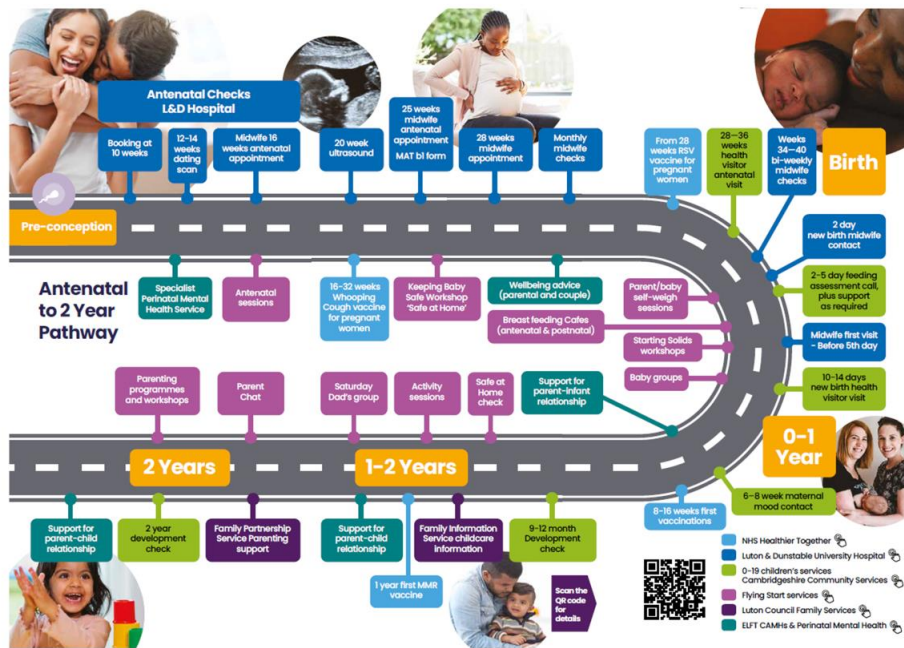 Antenatal Checks
L&D Hospital
Booking at
10 weeks
12-14
weeks
dating
scan
Midwife 16
weeks antenatal
appointment
20 week
ultrasound
25 weeks
midwife
antenatal
appointment
MAT b1 form
28 weeks
midwife
appointment
Monthly
midwife
checks
From 28
weeks RSV
vaccine for
pregnant
women
28—36
weeks
health
visitor
antenatal
visit
Weeks
34—40
bi-weekly
midwife
checks
Birth
Pre-conception
2 day
new birth midwife
contact
2-5 day feeding
assessment call,
plus support
as required
Midwife first visit
- Before 5th day
10-14 days
new birth health
visitor visit
Antenatal
to 2 Year
Pathway
Specialist
Perinatal Mental
Health Service
Antenatal
sessions
16-32 weeks
Whooping
Cough vaccine
for pregnant
women
Keeping Baby
Safe Workshop
'Safe at Home'
Wellbeing advice
(parental and couple)
Breast feeding Cafes
(antenatal & postnatal)
Parent/baby
self-weigh
sessions
Starting Solids
workshops
Baby groups
Parenting
programmes
and workshops
Parent
Chat
Saturday
Dad's group
Activity
sessions
Safe at
Home
check
Support for
parent-infant
relationship
2 Years
1-2 Years
0-1
Year
6-8 week maternal
mood contact
8-16 weeks first
vaccinations
Support for
parent-child
relationship
2 year
development
check
Family Partnership
Service Parenting
support
Support for
parent-child
relationship
Family Information
Service childcare
information
9-12 month
Development
check
1 year first MMR
vaccine
Scan the
QR code
for
details
NHS Healthier Together
Luton & Dunstable University Hospital
0-19 children's services
Cambridgeshire Community Services
Flying Start services
Luton Council Family Services
ELFT CAMHs & Perinatal Mental Health